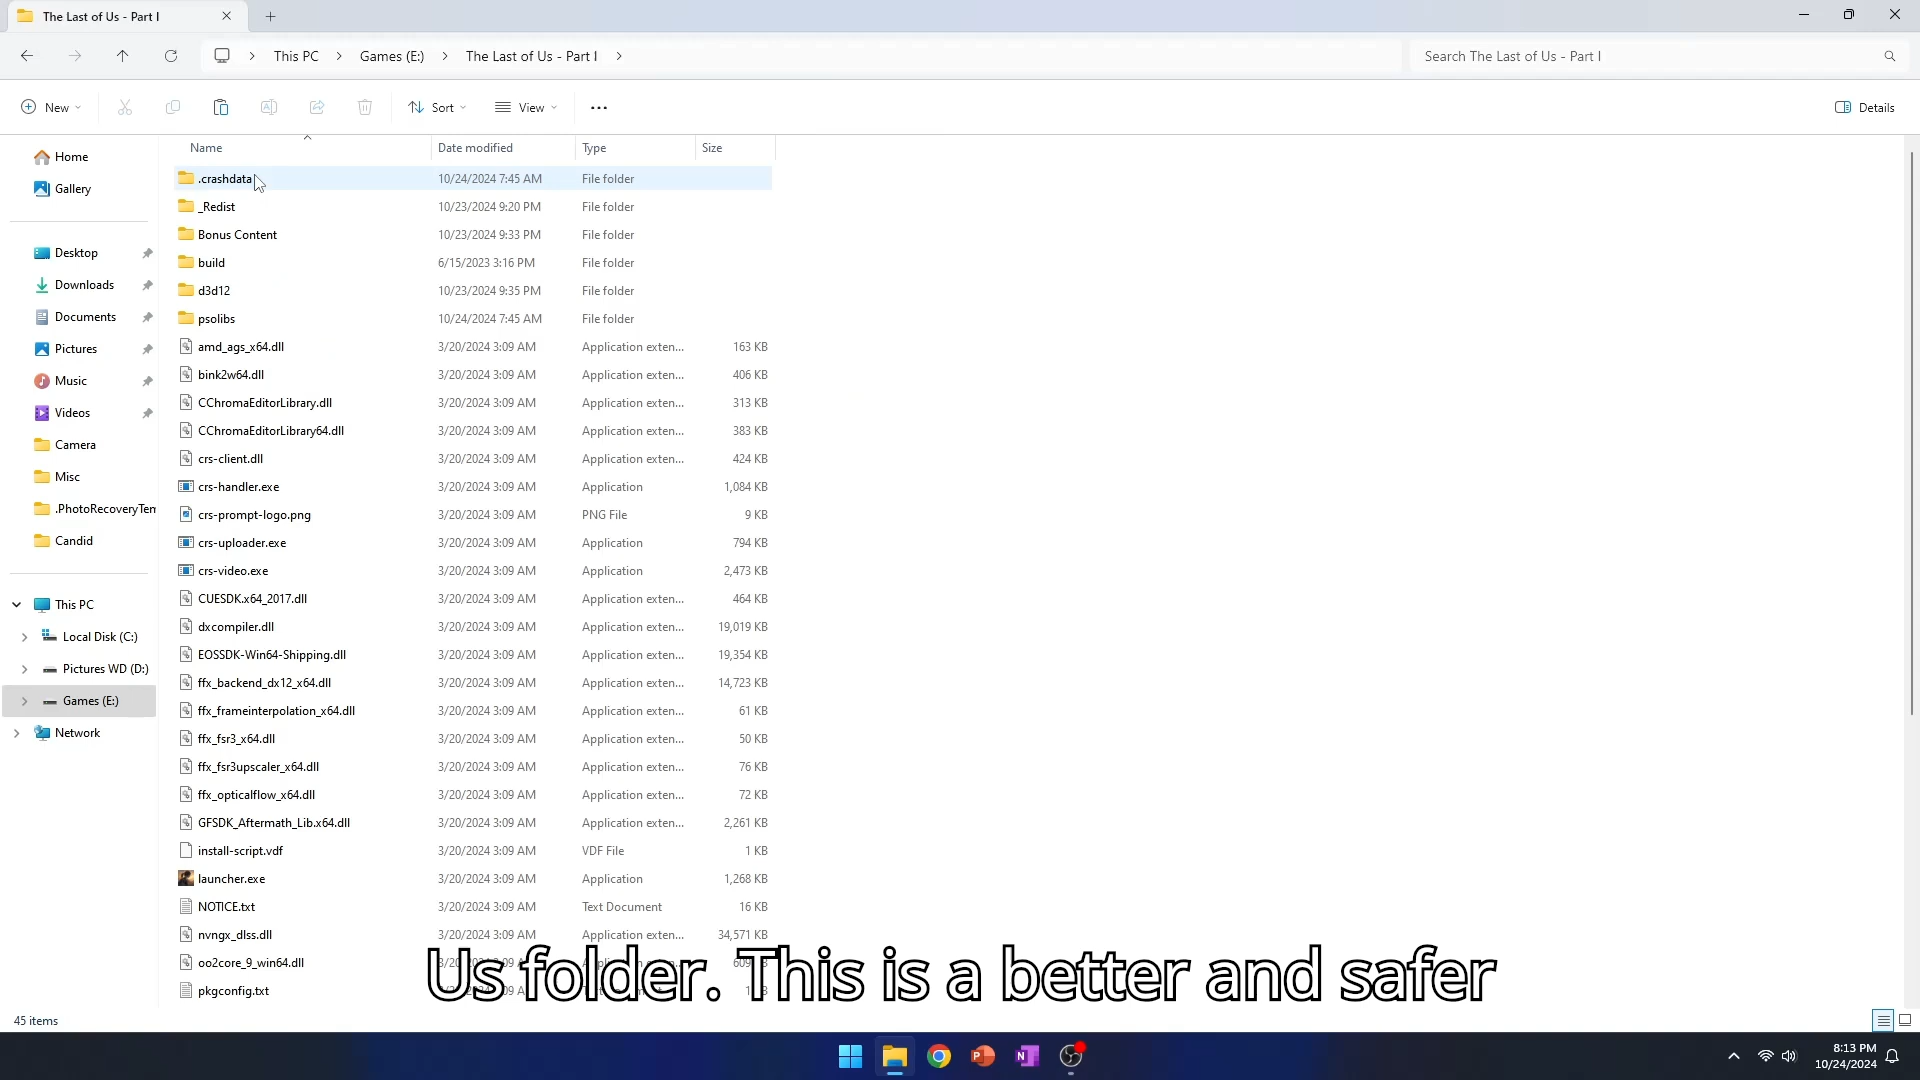 The Last of Us - Part I
This PC > Games (E:) > The Last of Us - Part I >
Search The Last of Us - Part I
New
Sort
View
Details
Name Date modified Type Size
Home
Gallery
Desktop
Downloads
Documents
Pictures
Music
Videos
Camera
Misc
.PhotoRecoveryTem
Candid
This PC
Local Disk (C:)
Pictures WD (D:)
Games (E:)
Network
.crashdata 10/24/2024 7:45 AM File folder
_Redist 10/23/2024 9:20 PM File folder
Bonus Content 10/23/2024 9:33 PM File folder
build 6/15/2023 3:16 PM File folder
d3d12 10/23/2024 9:35 PM File folder
psolibs 10/24/2024 7:45 AM File folder
amd_ags_x64.dll 3/20/2024 3:09 AM Application exten... 163 KB
bink2w64.dll 3/20/2024 3:09 AM Application exten... 406 KB
CChromaEditorLibrary.dll 3/20/2024 3:09 AM Application exten... 313 KB
CChromaEditorLibrary64.dll 3/20/2024 3:09 AM Application exten... 383 KB
crs-client.dll 3/20/2024 3:09 AM Application exten... 424 KB
crs-handler.exe 3/20/2024 3:09 AM Application 1,084 KB
crs-prompt-logo.png 3/20/2024 3:09 AM PNG File 9 KB
crs-uploader.exe 3/20/2024 3:09 AM Application 794 KB
crs-video.exe 3/20/2024 3:09 AM Application 2,473 KB
CUESDK.x64_2017.dll 3/20/2024 3:09 AM Application exten... 464 KB
dxcompiler.dll 3/20/2024 3:09 AM Application exten... 19,019 KB
EOSSDK-Win64-Shipping.dll 3/20/2024 3:09 AM Application exten... 19,354 KB
ffx_backend_dx12_x64.dll 3/20/2024 3:09 AM Application exten... 14,723 KB
ffx_frameinterpolation_x64.dll 3/20/2024 3:09 AM Application exten... 61 KB
ffx_fsr3_x64.dll 3/20/2024 3:09 AM Application exten... 50 KB
ffx_fsr3upscaler_x64.dll 3/20/2024 3:09 AM Application exten... 76 KB
ffx_opticalflow_x64.dll 3/20/2024 3:09 AM Application exten... 72 KB
GFSDK_Aftermath_Lib.x64.dll 3/20/2024 3:09 AM Application exten... 2,261 KB
install-script.vdf 3/20/2024 3:09 AM VDF File 1 KB
launcher.exe 3/20/2024 3:09 AM Application 1,268 KB
NOTICE.txt 3/20/2024 3:09 AM Text Document 16 KB
nvngx_dlss.dll 3/20/2024 3:09 AM Application exten... 34,571 KB
oo2core_9_win64.dll
pkgconfig.txt
Us folder. This is a better and safer
45 items
8:13 PM
10/24/2024